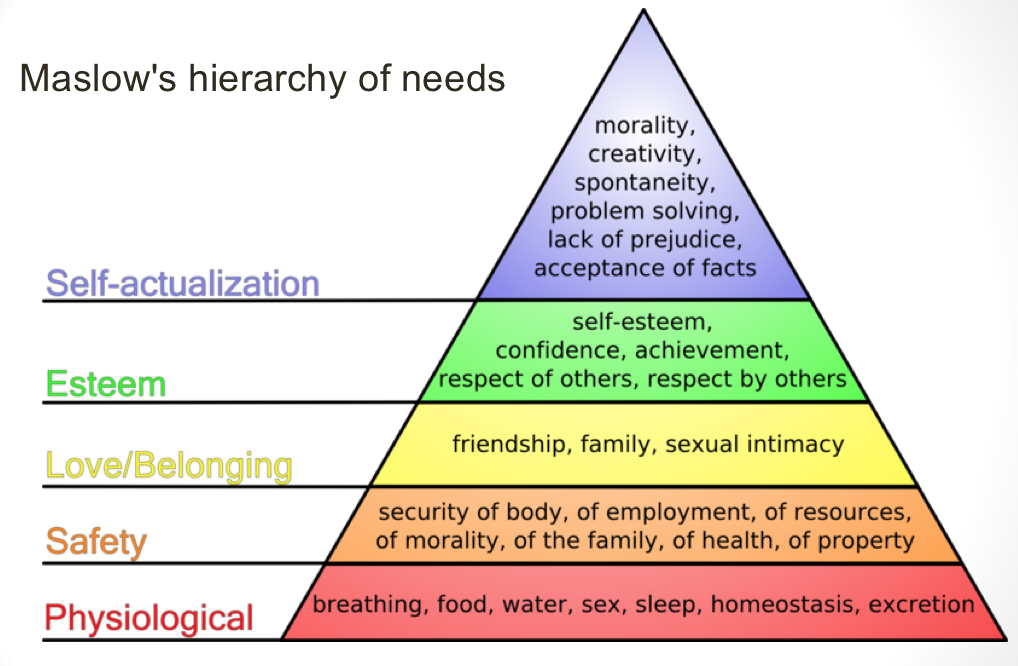 Maslow's hierarchy of needs
morality,
creativity,
spontaneity,
problem solving,
lack of prejudice,
acceptance of facts
Self-actualization
self-esteem,
confidence, achievement,
respect of others, respect by others
Esteem
friendship, family, sexual intimacy
Love/Belonging
security of body, of employment, of resources,
of morality, of the family, of health, of property
Safety
breathing, food, water, sex, sleep, homeostasis, excretion
Physiological